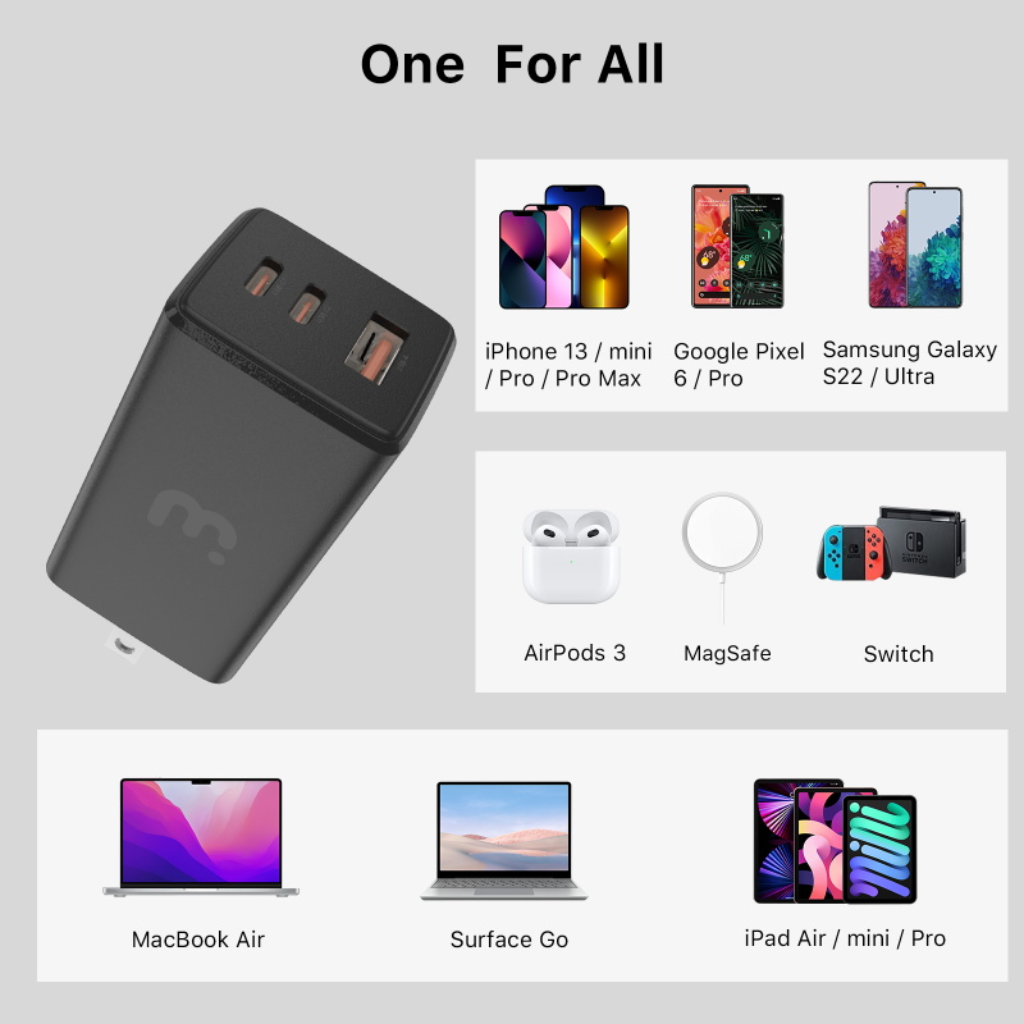 One For All
iPhone 13 / mini
/ Pro / Pro Max
Google Pixel
6 / Pro
Samsung Galaxy
S22 / Ultra
AirPods 3
MagSafe
SWITCH
Switch
MacBook Air
Surface Go
iPad Air / mini / Pro